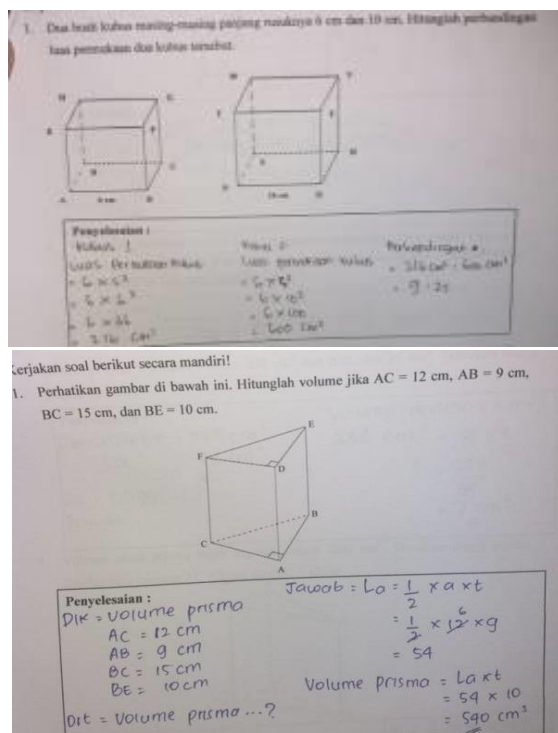 1. Dua buah kubus masing-masing panjang rusuknya 6 cm dan 10 cm. Hitunglah perbandingan
luas permukaan dua kubus tersebut.
H G
E F
A 6 cm B
W V
T
10 cm
Penyelesaian :
Kubus 1
Luas Permukaan Kubus
= 6 x s²
= 6 x 6²
= 6 x 36
= 216 cm²
Kubus 2
Luas permukaan kubus
= 6 x s²
= 6 x 10²
= 6 x 100
= 600 cm²
Perbandingan
= 216 cm² : 600 cm²
= 9 : 25
Kerjakan soal berikut secara mandiri!
1. Perhatikan gambar di bawah ini. Hitunglah volume jika AC = 12 cm, AB = 9 cm,
BC = 15 cm, dan BE = 10 cm.
E
F
D
B
C
A
Penyelesaian :
Dik = Volume prisma
AC = 12 cm
AB = 9 cm
BC = 15 cm
BE = 10 cm
Dit = Volume prisma ...?
Jawab = La = 1/2 x a x t
= 1/2 x 12 6 x 9
= 54
Volume Prisma = La x t
= 54 x 10
= 540 cm³